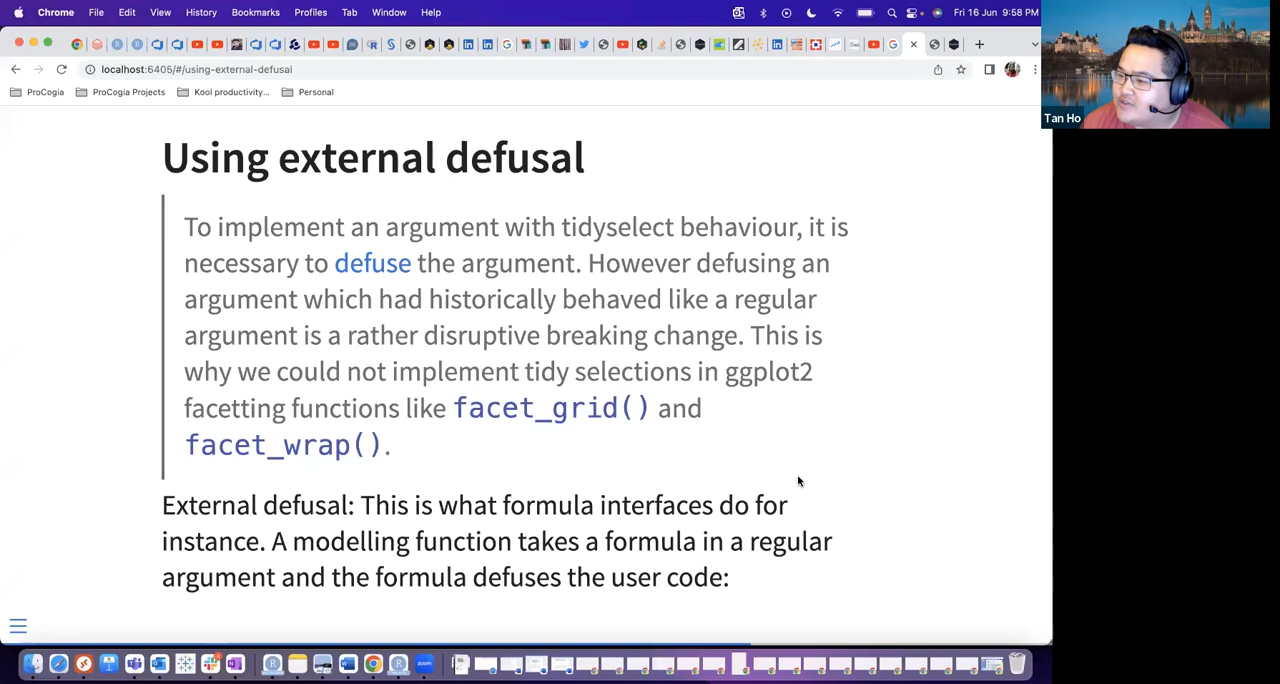 Chrome File Edit View History Bookmarks Profiles Tab Window Help Fri 16 Jun 9:58 PM
localhost:6405/#/using-external-defusal
ProCogia ProCogia Projects Kool productivity... Personal
Tan Ho
Using external defusal
To implement an argument with tidyselect behaviour, it is
necessary to defuse the argument. However defusing an
argument which had historically behaved like a regular
argument is a rather disruptive breaking change. This is
why we could not implement tidy selections in ggplot2
facetting functions like facet_grid() and
facet_wrap().
External defusal: This is what formula interfaces do for
instance. A modelling function takes a formula in a regular
argument and the formula defuses the user code: